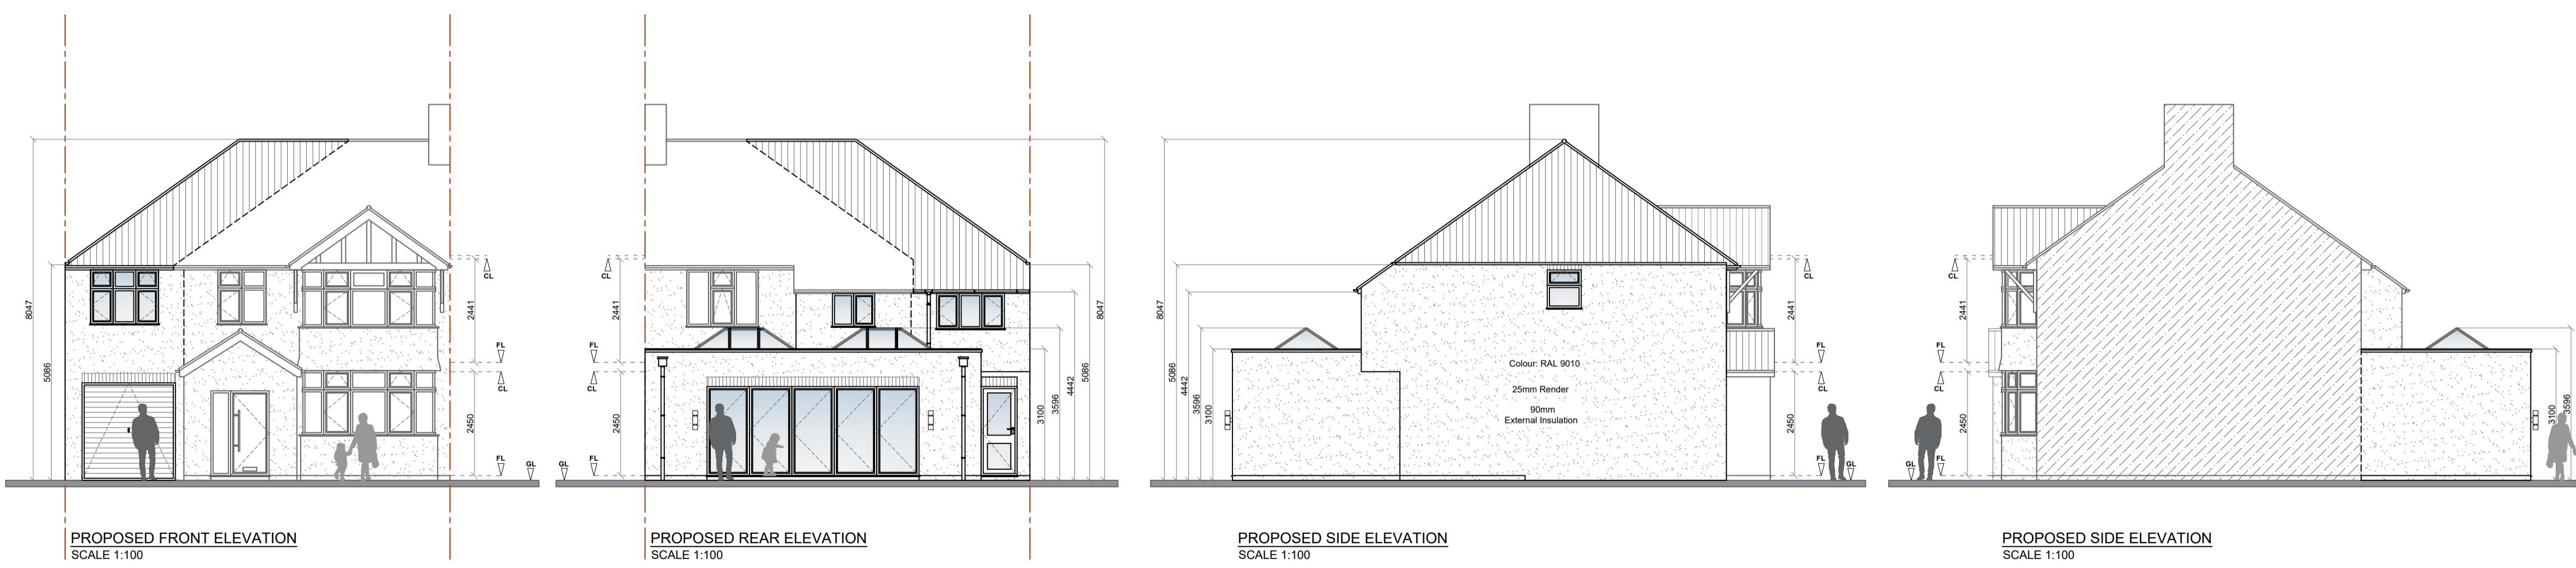 8047
5086
CL
2441
FL
CL
2450
FL
GL
PROPOSED FRONT ELEVATION
SCALE 1:100
CL
2441
FL
CL
2450
FL
GL
3100
3596
4442
5086
8047
PROPOSED REAR ELEVATION
SCALE 1:100
8047
5086
4442
3596
3100
Colour: RAL 9010
25mm Render
90mm
External Insulation
CL
2441
FL
CL
2450
FL
GL
PROPOSED SIDE ELEVATION
SCALE 1:100
CL
2441
FL
CL
2450
FL
GL
3100
3596
PROPOSED SIDE ELEVATION
SCALE 1:100